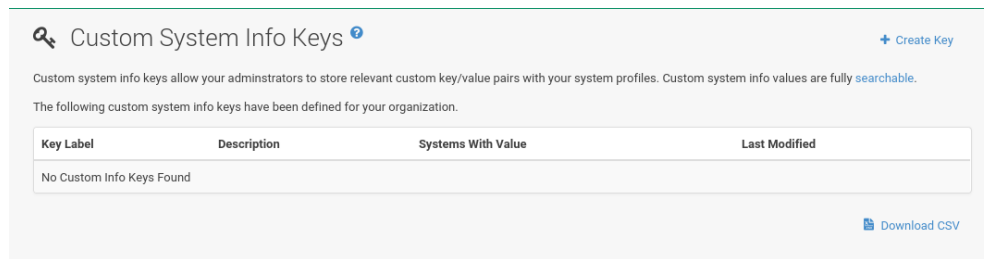 Custom System Info Keys ?
+ Create Key
Custom system info keys allow your adminstrators to store relevant custom key/value pairs with your system profiles. Custom system info values are fully searchable.
The following custom system info keys have been defined for your organization.
Key Label Description Systems With Value Last Modified
No Custom Info Keys Found
Download CSV